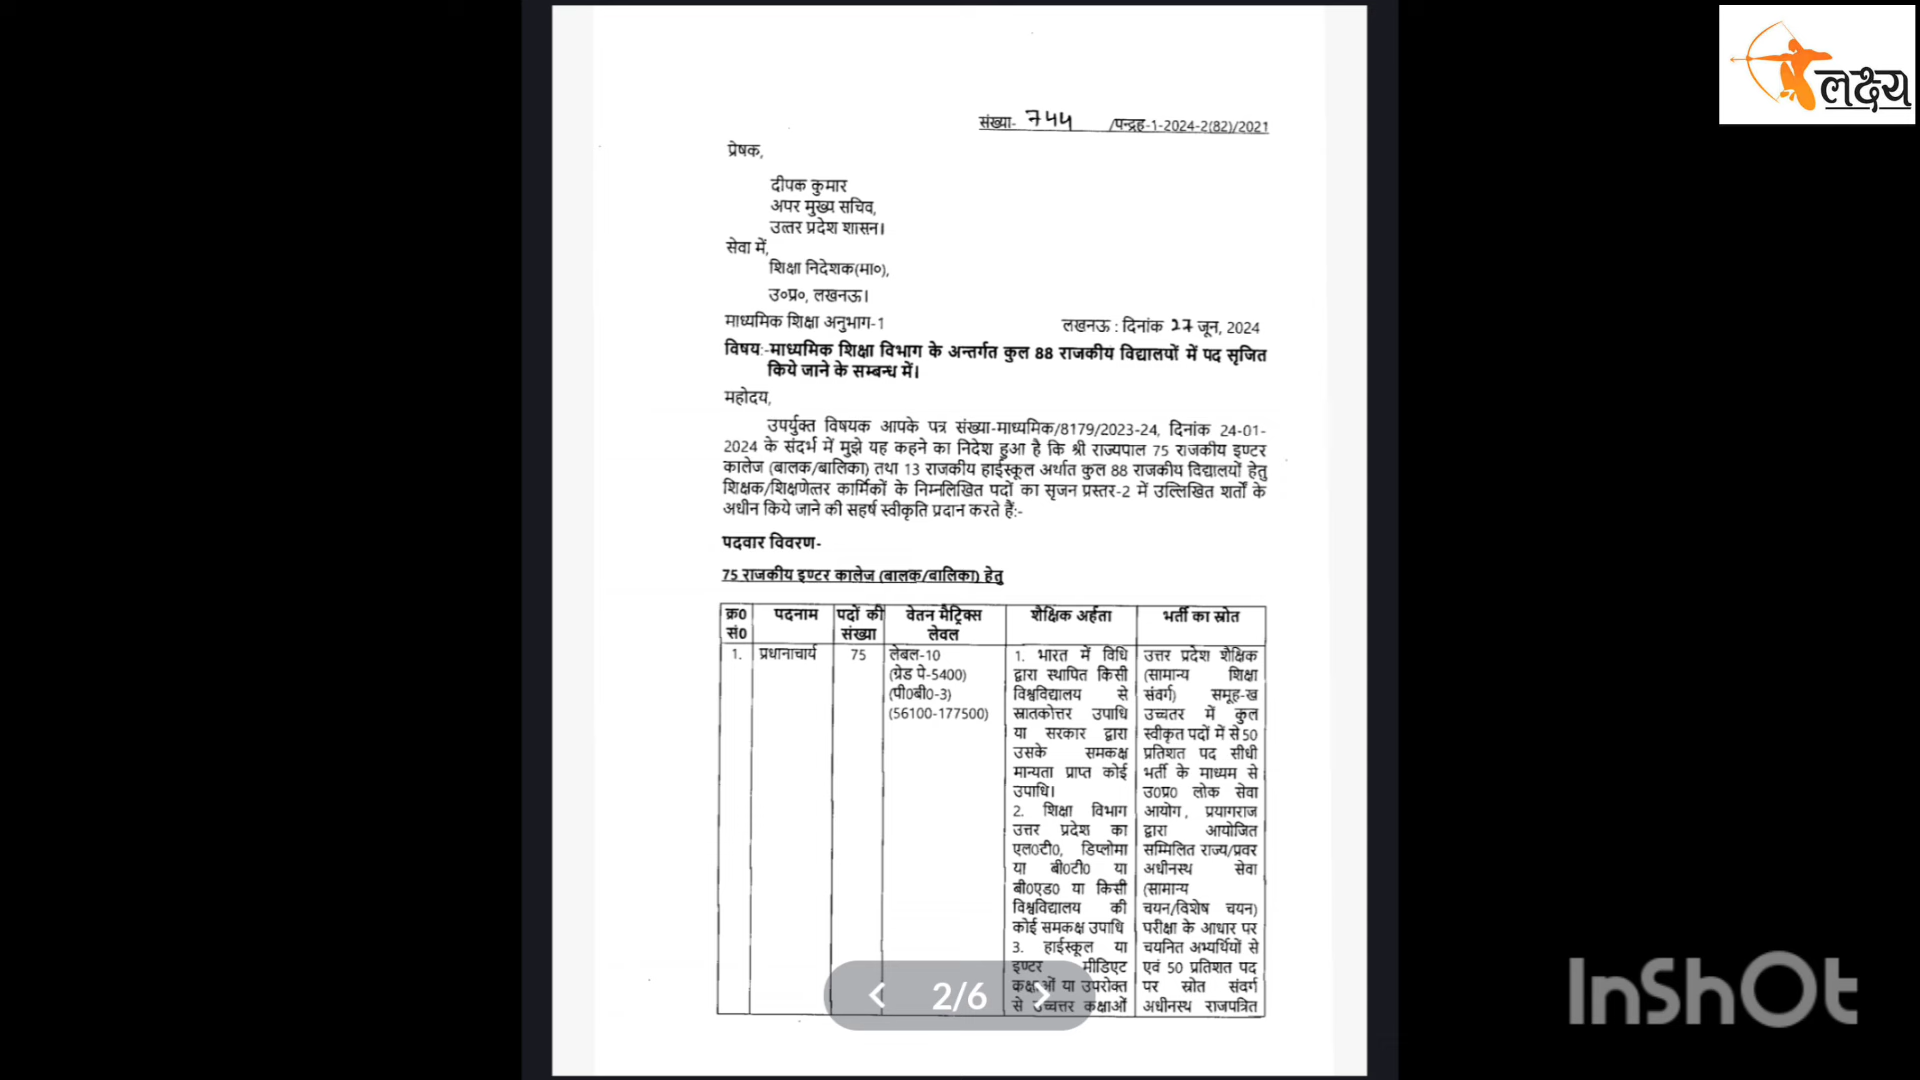 लक्ष्य
संख्या- 744 /पन्द्रह-1-2024-2(82)/2021
प्रेषक,
दीपक कुमार
अपर मुख्य सचिव,
उत्तर प्रदेश शासन।
सेवा में,
शिक्षा निदेशक(मा०),
उ०प्र०, लखनऊ।
माध्यमिक शिक्षा अनुभाग-1 लखनऊ : दिनांक 27 जून, 2024
विषय:-माध्यमिक शिक्षा विभाग के अन्तर्गत कुल 88 राजकीय विद्यालयों में पद सृजित
किये जाने के सम्बन्ध में।
महोदय,
उपर्युक्त विषयक आपके पत्र संख्या-माध्यमिक/8179/2023-24, दिनांक 24-01-
2024 के संदर्भ में मुझे यह कहने का निदेश हुआ है कि श्री राज्यपाल 75 राजकीय इण्टर
कालेज (बालक/बालिका) तथा 13 राजकीय हाईस्कूल अर्थात कुल 88 राजकीय विद्यालयों हेतु
शिक्षक/शिक्षणेत्तर कार्मिकों के निम्नलिखित पदों का सृजन प्रस्तर-2 में उल्लिखित शर्तों के
अधीन किये जाने की सहर्ष स्वीकृति प्रदान करते हैं:-
पदवार विवरण-
75 राजकीय इण्टर कालेज (बालक/बालिका) हेतु
क्र0 सं0
पदनाम
पदों की संख्या
वेतन मैट्रिक्स लेवल
शैक्षिक अर्हता
भर्ती का स्रोत
1.
प्रधानाचार्य
75
लेबल-10
(ग्रेड पे-5400)
(पी0बी0-3)
(56100-177500)
1. भारत में विधि
द्वारा स्थापित किसी
विश्वविद्यालय से
स्नातकोत्तर उपाधि
या सरकार द्वारा
उसके समकक्ष
मान्यता प्राप्त कोई
उपाधि।
2. शिक्षा विभाग
उत्तर प्रदेश का
एल0टी0, डिप्लोमा
या बी0टी0 या
बी0एड0 या किसी
विश्वविद्यालय की
कोई समकक्ष उपाधि
3. हाईस्कूल या
इण्टर मीडिएट
कक्षाओं या उपरोक्त
से उच्चत्तर कक्षाओं
उत्तर प्रदेश शैक्षिक
(सामान्य शिक्षा
संवर्ग) समूह-ख
उच्चतर में कुल
स्वीकृत पदों में से 50
प्रतिशत पद सीधी
भर्ती के माध्यम से
उ0प्र0 लोक सेवा
आयोग, प्रयागराज
द्वारा आयोजित
सम्मिलित राज्य/प्रवर
अधीनस्थ सेवा
(सामान्य
चयन/विशेष चयन)
परीक्षा के आधार पर
चयनित अभ्यर्थियों से
एवं 50 प्रतिशत पद
पर स्रोत संवर्ग
अधीनस्थ राजपत्रित
2/6
InShOt